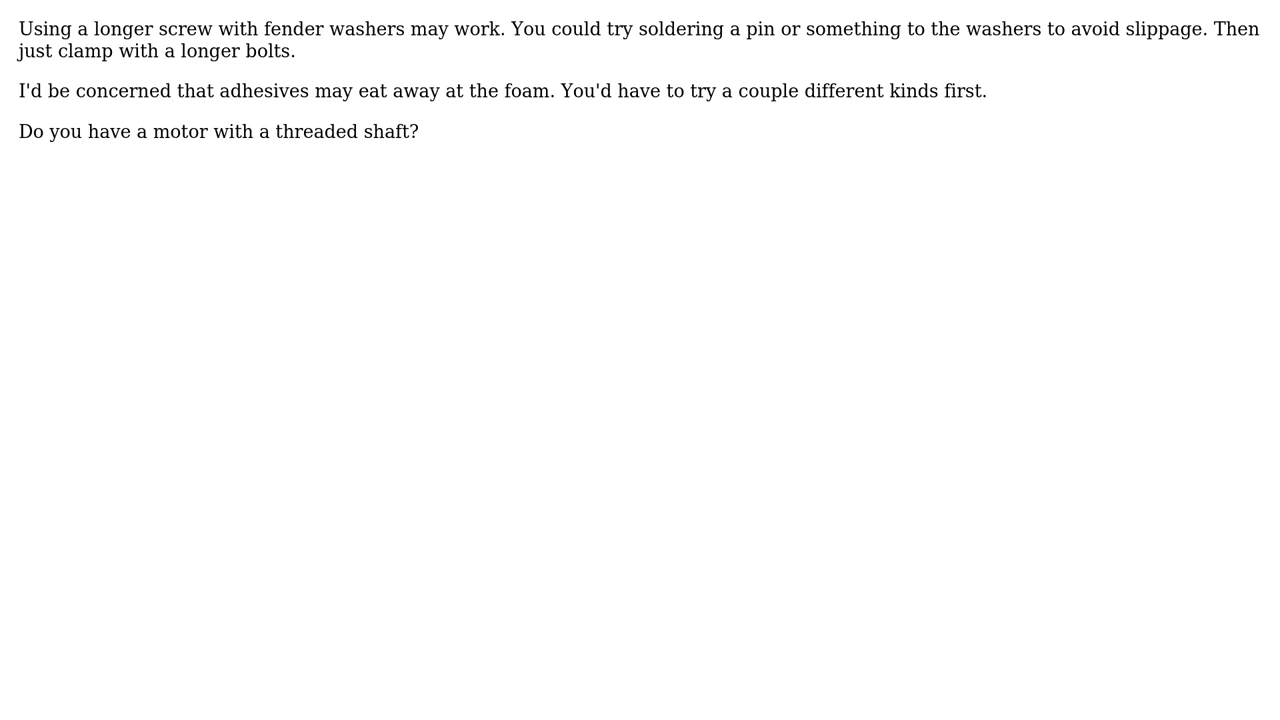 Using a longer screw with fender washers may work. You could try soldering a pin or something to the washers to avoid slippage. Then
just clamp with a longer bolts.
I'd be concerned that adhesives may eat away at the foam. You'd have to try a couple different kinds first.
Do you have a motor with a threaded shaft?